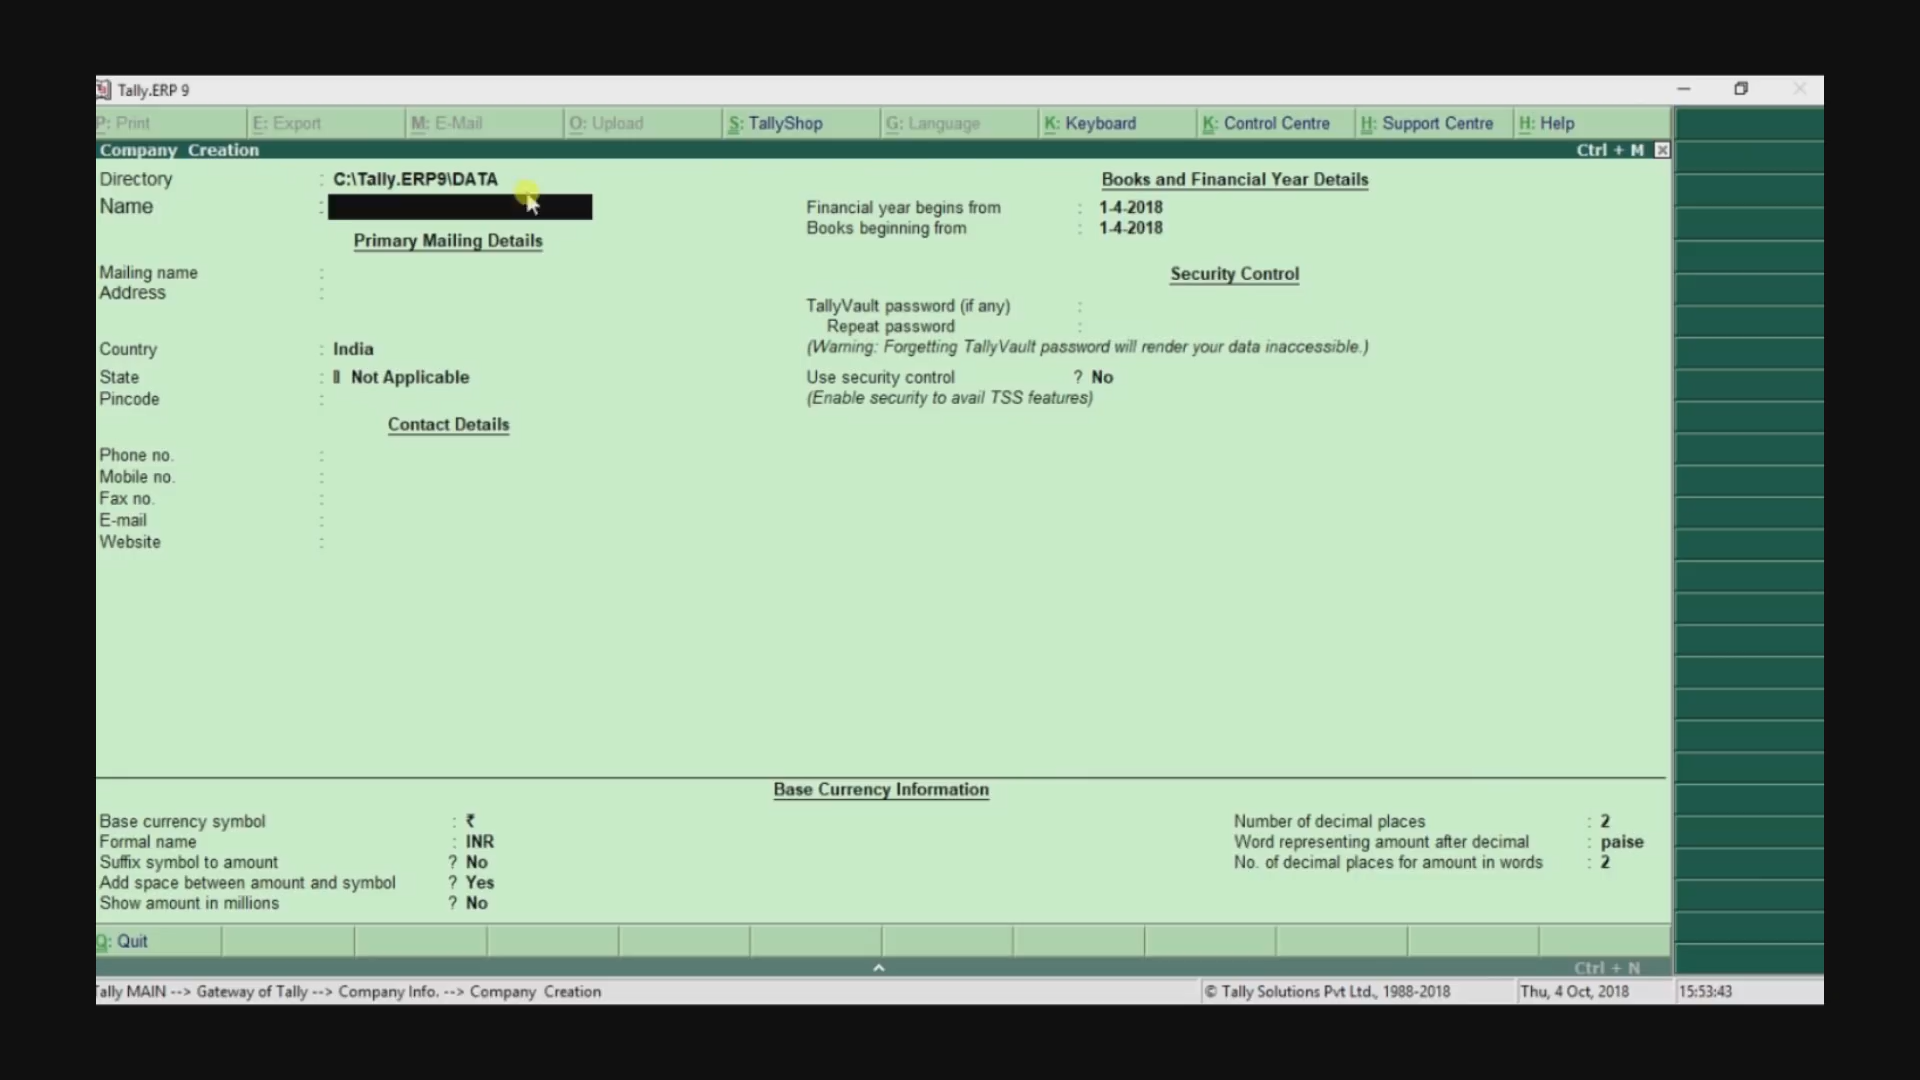 Tally.ERP 9
P: Print E: Export M: E-Mail O: Upload S: TallyShop G: Language K: Keyboard K: Control Centre H: Support Centre H: Help
Company Creation Ctrl + M
Directory : C:\Tally.ERP9\DATA
Name :
Primary Mailing Details
Mailing name :
Address :
Country : India
State : Not Applicable
Pincode :
Contact Details
Phone no. :
Mobile no. :
Fax no. :
E-mail :
Website :
Books and Financial Year Details
Financial year begins from : 1-4-2018
Books beginning from : 1-4-2018
Security Control
TallyVault password (if any) :
Repeat password :
(Warning: Forgetting TallyVault password will render your data inaccessible.)
Use security control ? No
(Enable security to avail TSS features)
Base Currency Information
Base currency symbol : ₹
Formal name : INR
Suffix symbol to amount ? No
Add space between amount and symbol ? Yes
Show amount in millions ? No
Number of decimal places : 2
Word representing amount after decimal : paise
No. of decimal places for amount in words : 2
Q: Quit
Ctrl + N
Tally MAIN --> Gateway of Tally --> Company Info. --> Company Creation © Tally Solutions Pvt Ltd., 1988-2018 Thu, 4 Oct, 2018 15:53:43